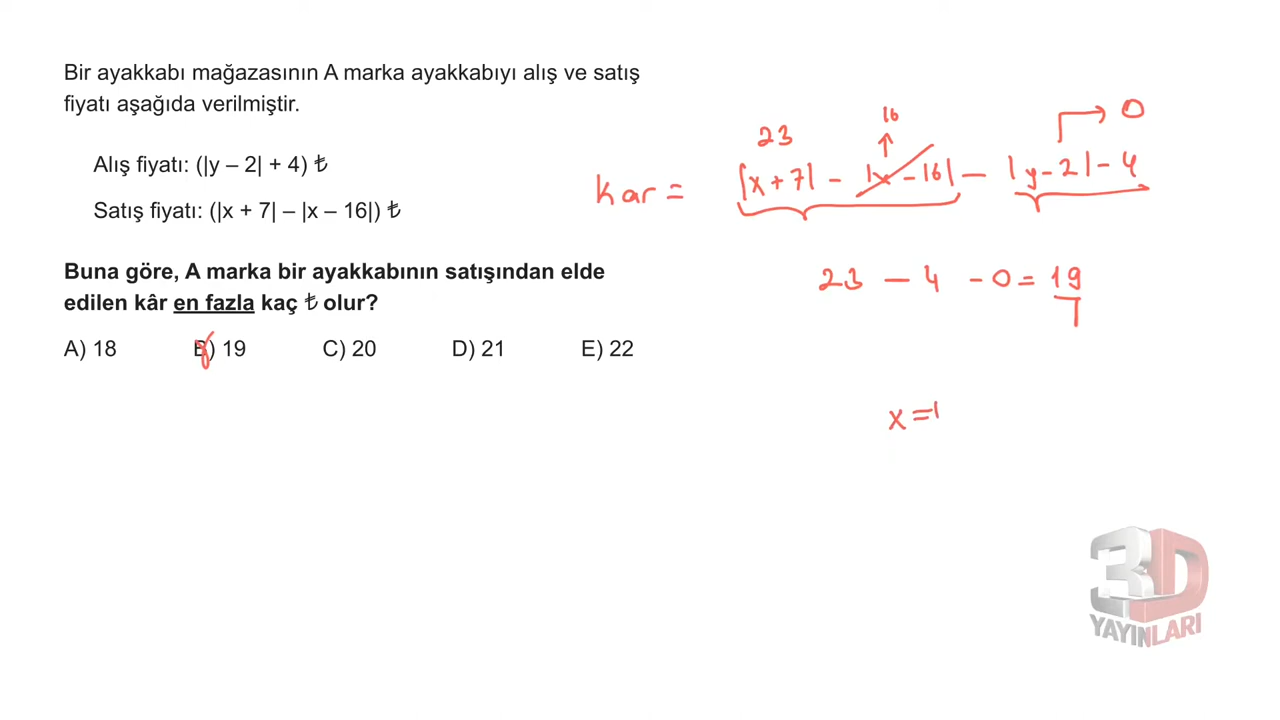 Bir ayakkabı mağazasının A marka ayakkabıyı alış ve satış
fiyatı aşağıda verilmiştir.
Alış fiyatı: (|y – 2| + 4) ₺
Satış fiyatı: (|x + 7| – |x – 16|) ₺
Buna göre, A marka bir ayakkabının satışından elde
edilen kâr en fazla kaç ₺ olur?
A) 18 B) 19 C) 20 D) 21 E) 22
23 16 0
kar = |x + 7| - |x - 16| - |y - 2| - 4
23 - 4 - 0 = 19
x = 1
3D
YAYINLARI